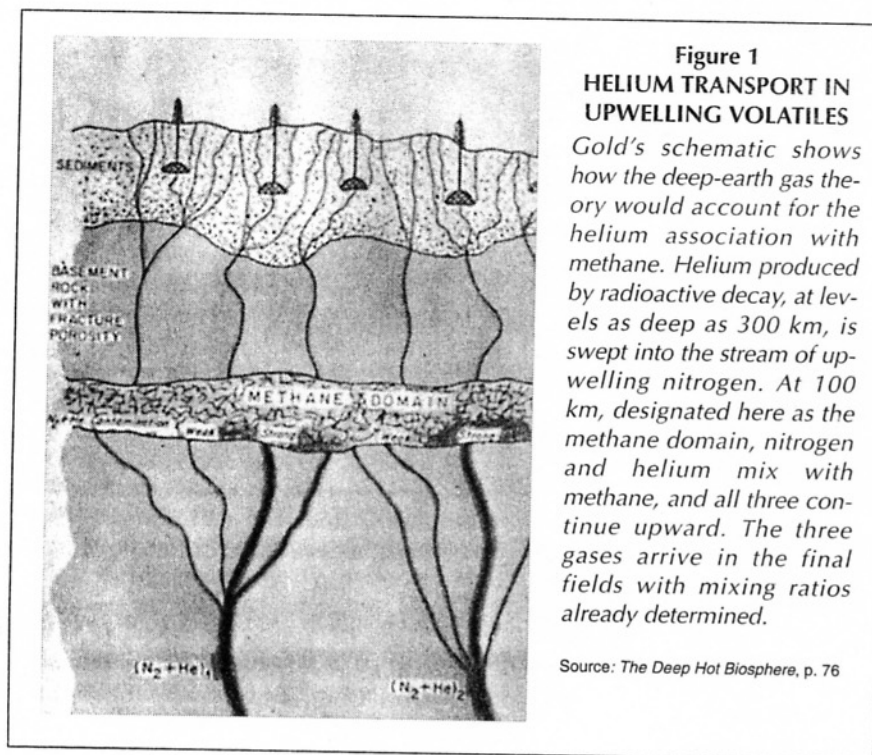 Figure 1
HELIUM TRANSPORT IN
UPWELLING VOLATILES
Gold's schematic shows
how the deep-earth gas the-
ory would account for the
helium association with
methane. Helium produced
by radioactive decay, at lev-
els as deep as 300 km, is
swept into the stream of up-
welling nitrogen. At 100
km, designated here as the
methane domain, nitrogen
and helium mix with
methane, and all three con-
tinue upward. The three
gases arrive in the final
fields with mixing ratios
already determined.
Source: The Deep Hot Biosphere, p. 76
SEDIMENTS
BASEMENT
ROCK
WITH
FRACTURE
POROSITY
METHANE DOMAIN
Contamination Weak Strong Weak Strong
(N₂+He)₁
(N₂+He)₂